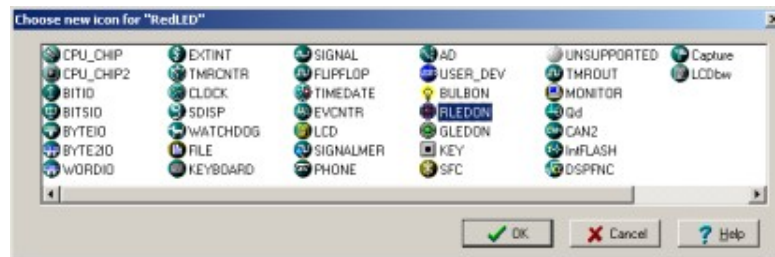 Choose new icon for "RedLED"
CPU_CHIP EXTINT SIGNAL AD UNSUPPORTED Capture
CPU_CHIP2 TMRCNTR FLIPFLOP USER_DEV TMROUT LCDbw
BITIO CLOCK TIMEDATE BULBON MONITOR
BITSIO SDISP EVCNTR RLEDON Qd
BYTEIO WATCHDOG LCD GLEDON CAN2
BYTE2IO FILE SIGNALMER KEY IntFLASH
WORDIO KEYBOARD PHONE SFC DSPFNC
OK Cancel Help